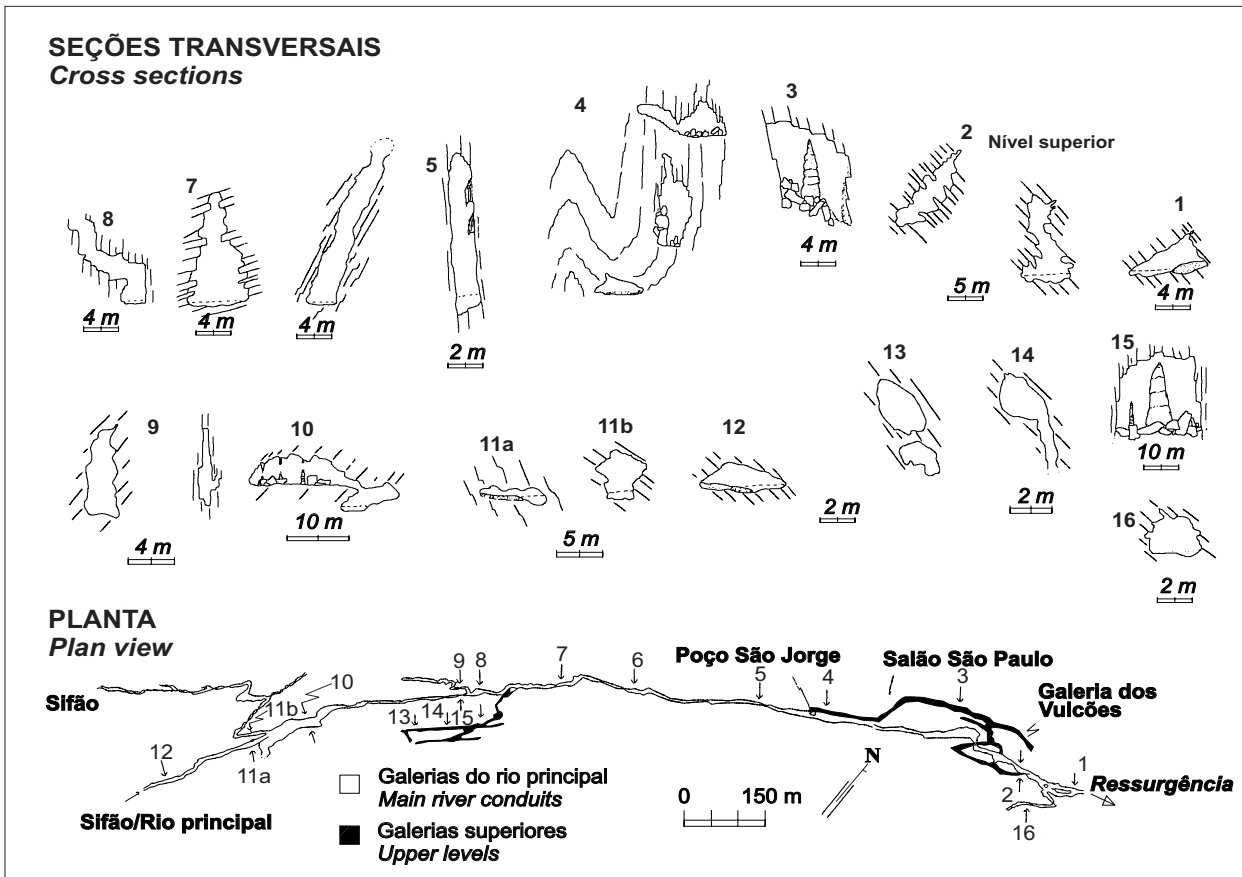 SEÇÕES TRANSVERSAIS
Cross sections
4
3
2 Nível superior
5
7
8
1
4 m
5 m
4 m
4 m
4 m
4 m
2 m
13
14
15
9
10
11a
11b
12
10 m
2 m
2 m
16
10 m
5 m
4 m
2 m
PLANTA
Plan view
9 8 7 6 5
Poço São Jorge
4
Salão São Paulo
3
Galeria dos
Vulcões
Sifão
10
11b
13 14 15
12
11a
N
1
Ressurgência
2
16
Sifão/Rio principal
Galerias do rio principal
Main river conduits
Galerias superiores
Upper levels
0 150 m